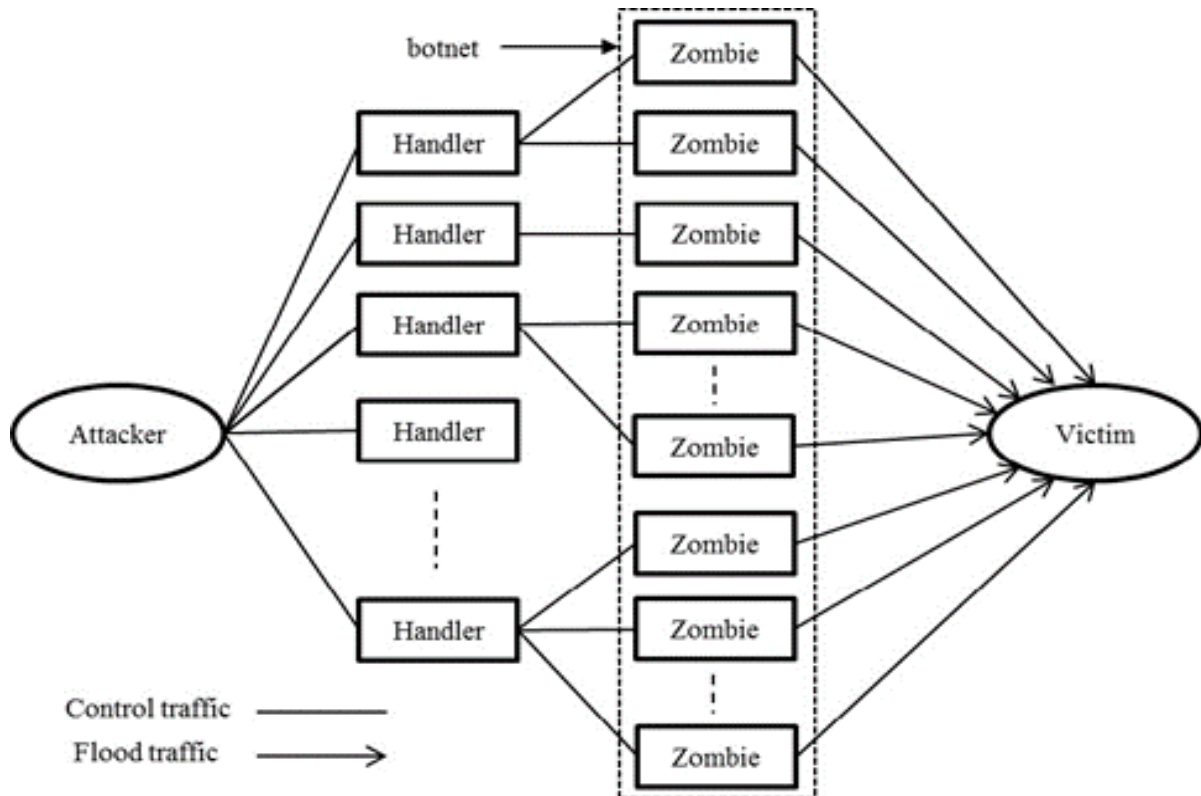 botnet
Zombie
Handler
Zombie
Handler
Zombie
Handler
Zombie
Attacker
Handler
Zombie
Victim
Zombie
Handler
Zombie
Control traffic
Flood traffic
Zombie